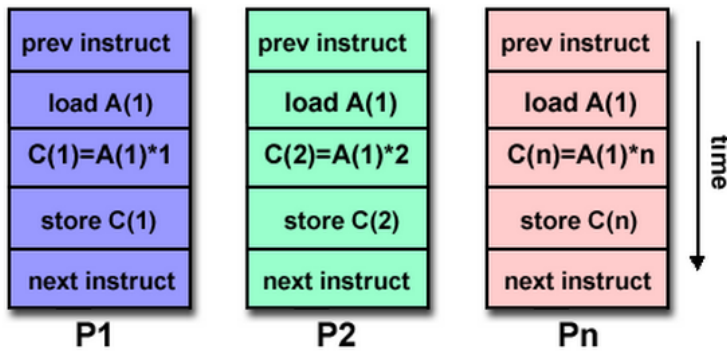 prev instruct
load A(1)
C(1)=A(1)*1
store C(1)
next instruct
P1
prev instruct
load A(1)
C(2)=A(1)*2
store C(2)
next instruct
P2
prev instruct
load A(1)
C(n)=A(1)*n
store C(n)
next instruct
Pn
time